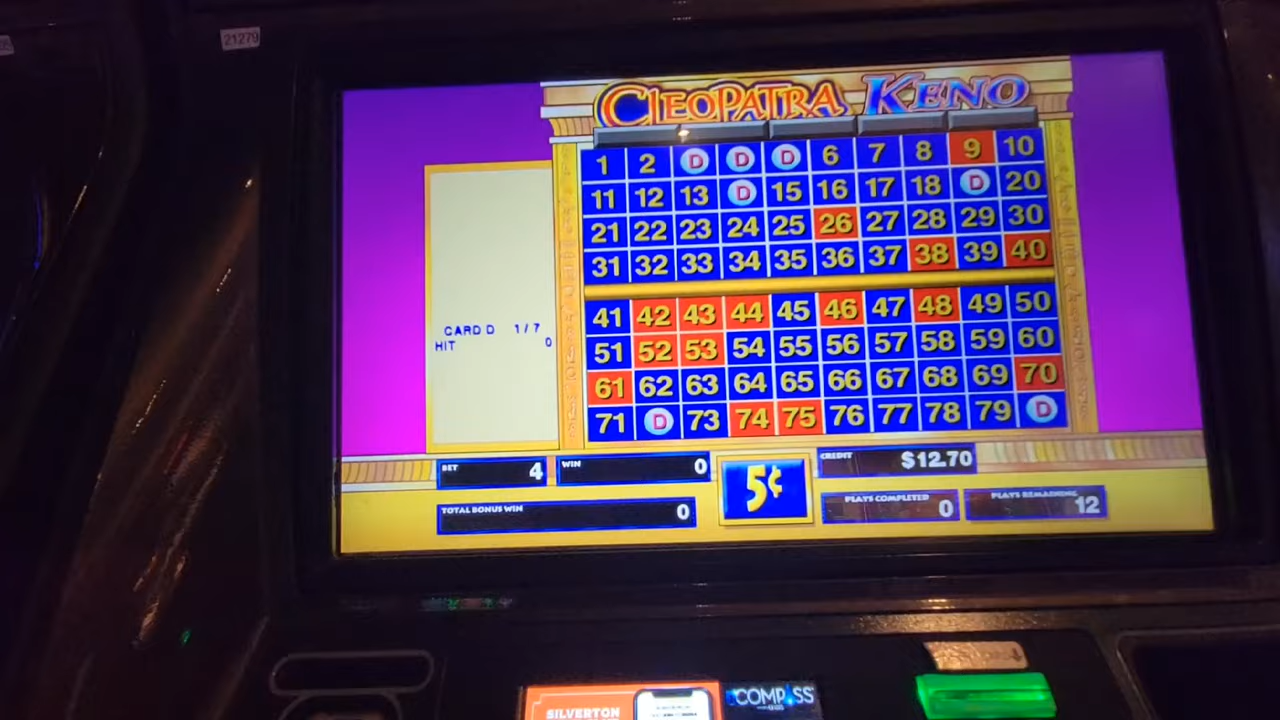 21279
CLEOPATRA KENO
1 2 D D D 6 7 8 9 10
11 12 13 D 15 16 17 18 D 20
21 22 23 24 25 26 27 28 29 30
31 32 33 34 35 36 37 38 39 40
41 42 43 44 45 46 47 48 49 50
51 52 53 54 55 56 57 58 59 60
61 62 63 64 65 66 67 68 69 70
71 D 73 74 75 76 77 78 79 D
CARD D 1/7
HIT 0
BET 4 WIN 0 5¢ CREDIT $12.70
TOTAL BONUS WIN 0 PLAYS COMPLETED 0 PLAYS REMAINING 12
SILVERTON
COMPASS